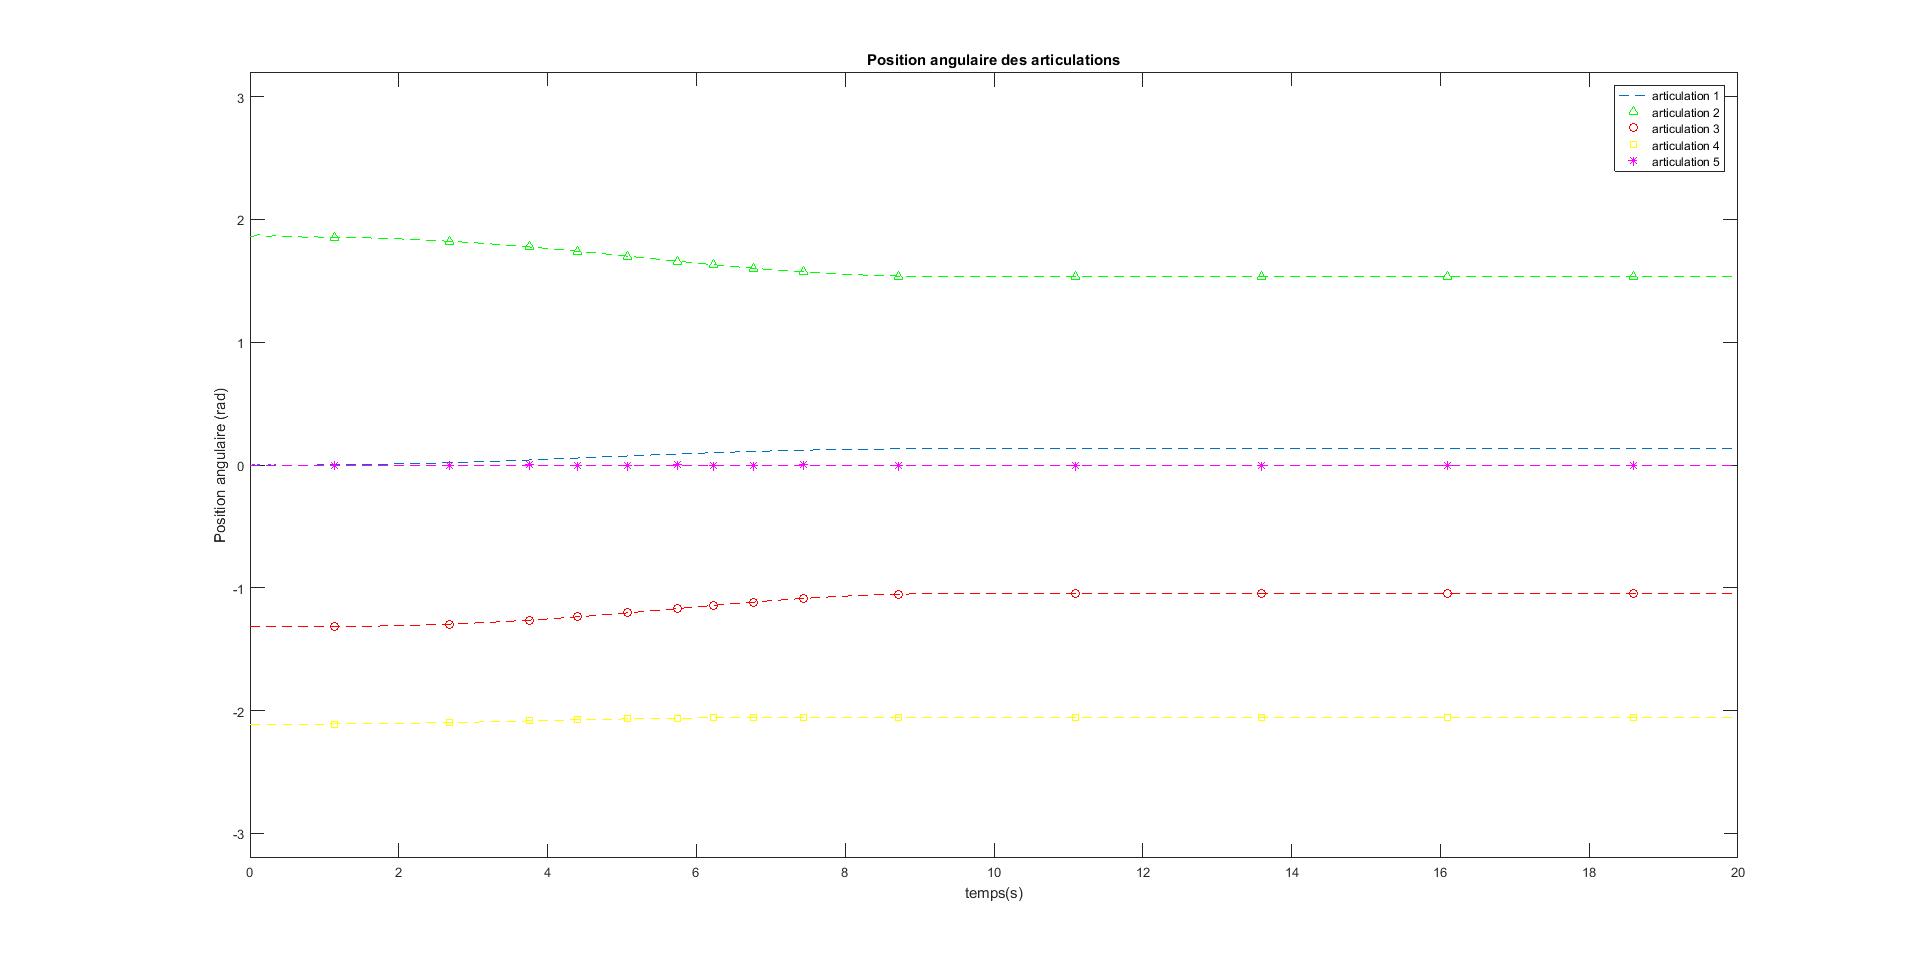 Position angulaire des articulations
articulation 1
articulation 2
articulation 3
articulation 4
articulation 5
3
2
1
0
-1
-2
-3
Position angulaire (rad)
0 2 4 6 8 10 12 14 16 18 20
temps(s)